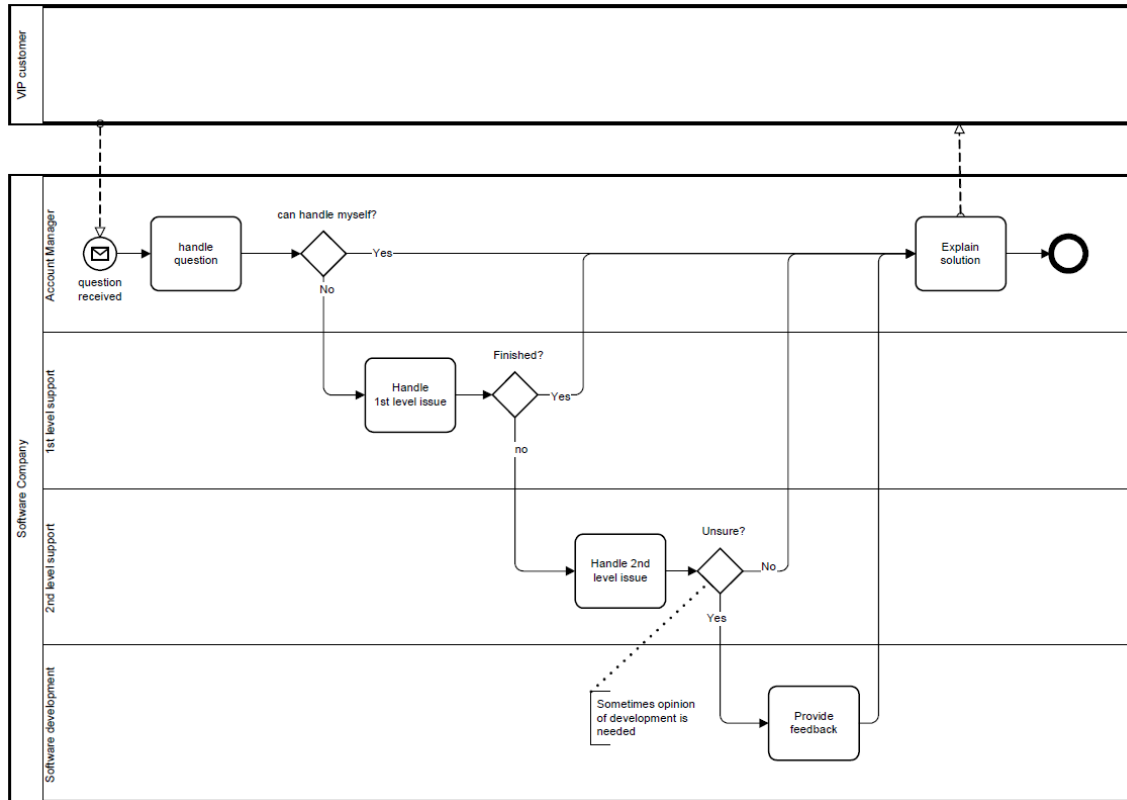 VIP customer
Software Company
Account Manager
can handle myself?
handle
question
Yes
Explain
solution
question
received
No
1st level support
Finished?
Handle
1st level issue
Yes
no
2nd level support
Unsure?
Handle 2nd
level issue
No
Yes
Software development
Sometimes opinion
of development is
needed
Provide
feedback